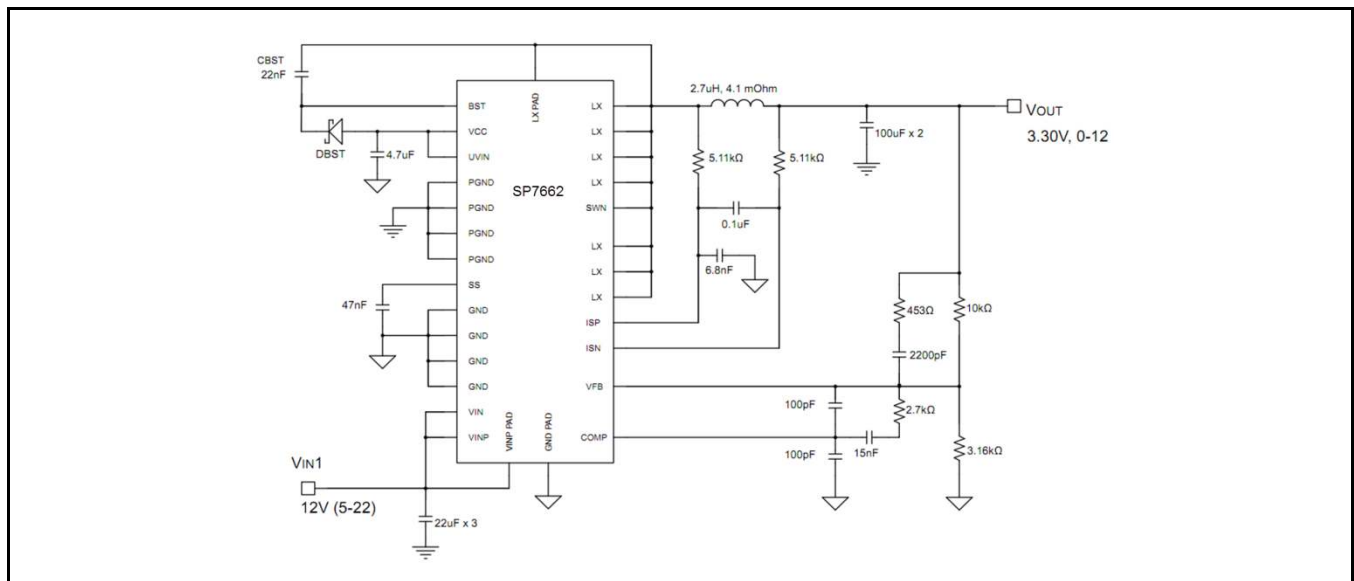 CBST
22nF
2.7uH, 4.1 mOhm
BST
LX PAD
LX
VOUT
3.30V, 0-12
VCC
LX
100uF x 2
DBST
4.7uF
UVIN
LX
5.11kΩ
5.11kΩ
PGND
LX
SP7662
PGND
SWN
0.1uF
PGND
LX
PGND
LX
6.8nF
SS
LX
47nF
GND
ISP
453Ω
10kΩ
GND
ISN
GND
2200pF
GND
VFB
100pF
2.7kΩ
VIN
VINP
VINP PAD
GND PAD
COMP
100pF
15nF
3.16kΩ
VIN1
12V (5-22)
22uF x 3